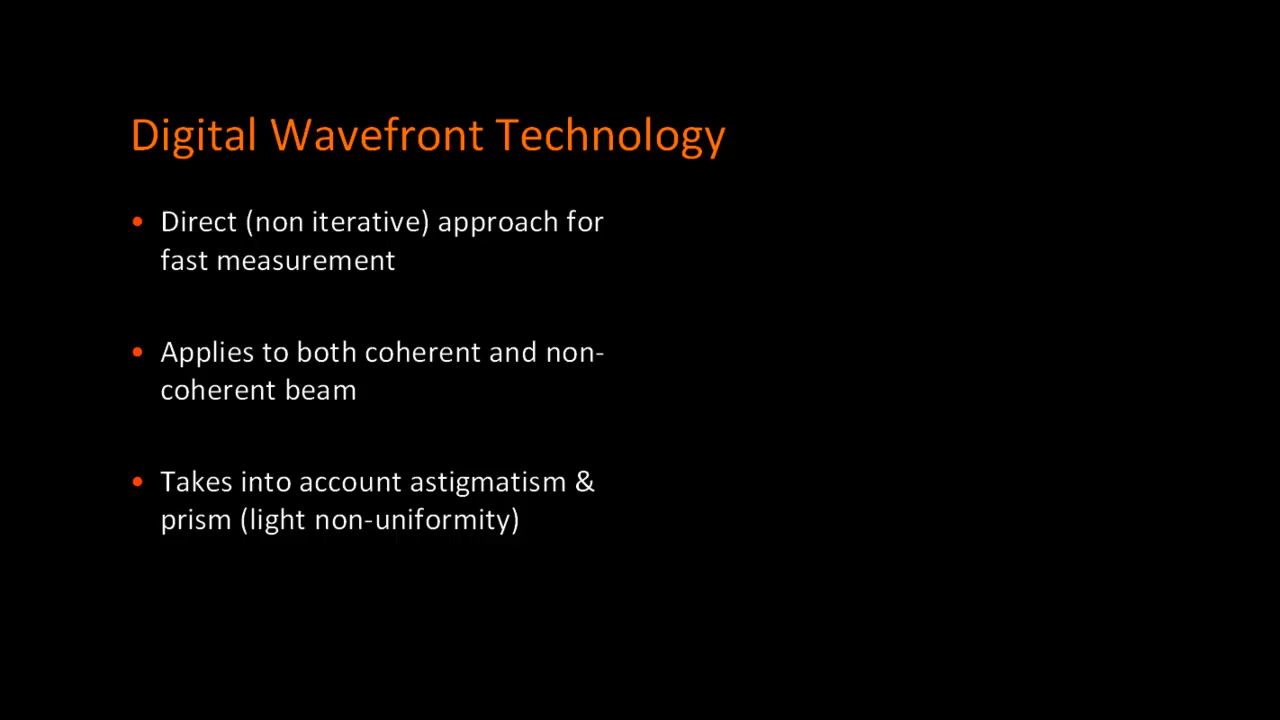 Digital Wavefront Technology
• Direct (non iterative) approach for
fast measurement
• Applies to both coherent and non-
coherent beam
• Takes into account astigmatism &
prism (light non-uniformity)